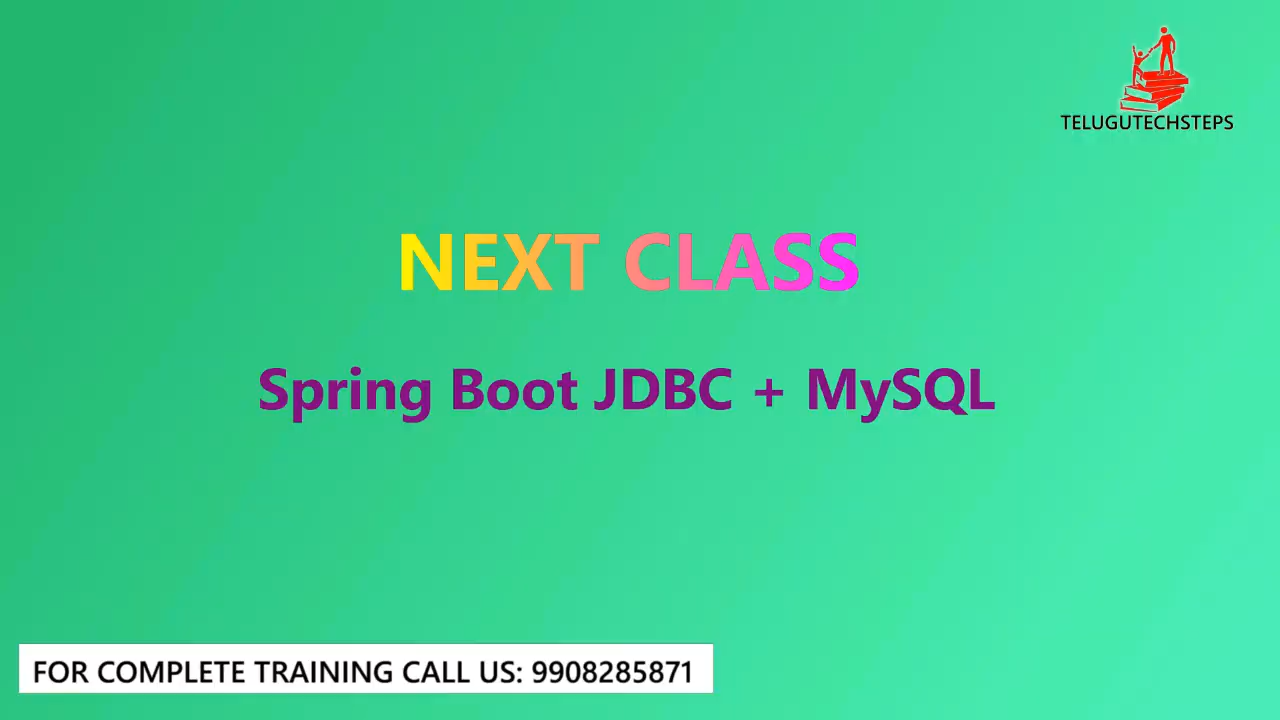 TELUGUTECHSTEPS
NEXT CLASS
Spring Boot JDBC + MySQL
FOR COMPLETE TRAINING CALL US: 9908285871